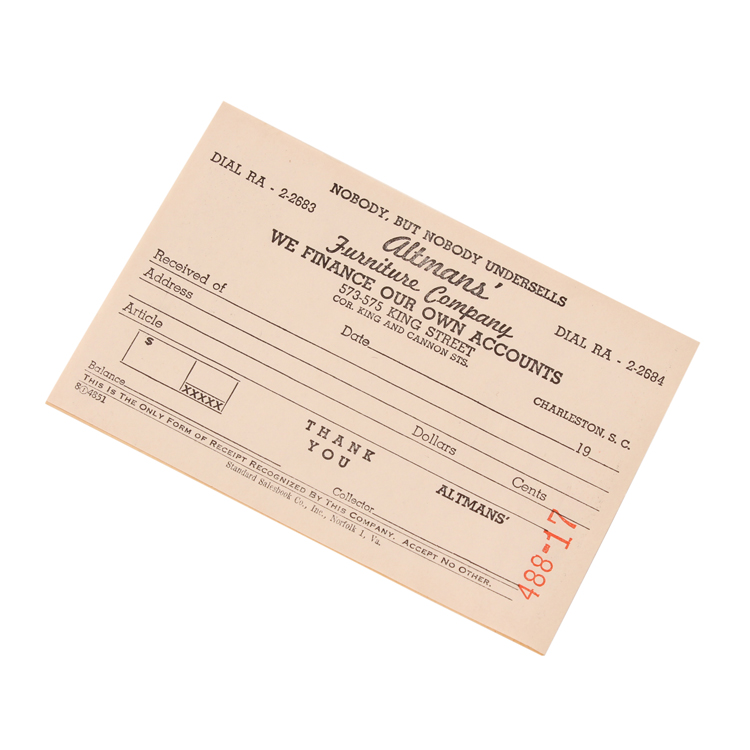 NOBODY, BUT NOBODY UNDERSELLS
DIAL RA - 2-2683
Altmans'
Furniture Company
DIAL RA - 2-2684
WE FINANCE OUR OWN ACCOUNTS
573-575 KING STREET
COR. KING AND CANNON STS.
CHARLESTON, S. C.
Date 19
Received of
Address
Dollars Cents
Article
$
XXXXX
THANK
YOU
ALTMANS'
Balance
Collector
This Is The Only Form of Receipt Recognized By This Company. Accept No Other.
8①4851
Standard Salesbook Co., Inc., Norfolk 1, Va.
488-17